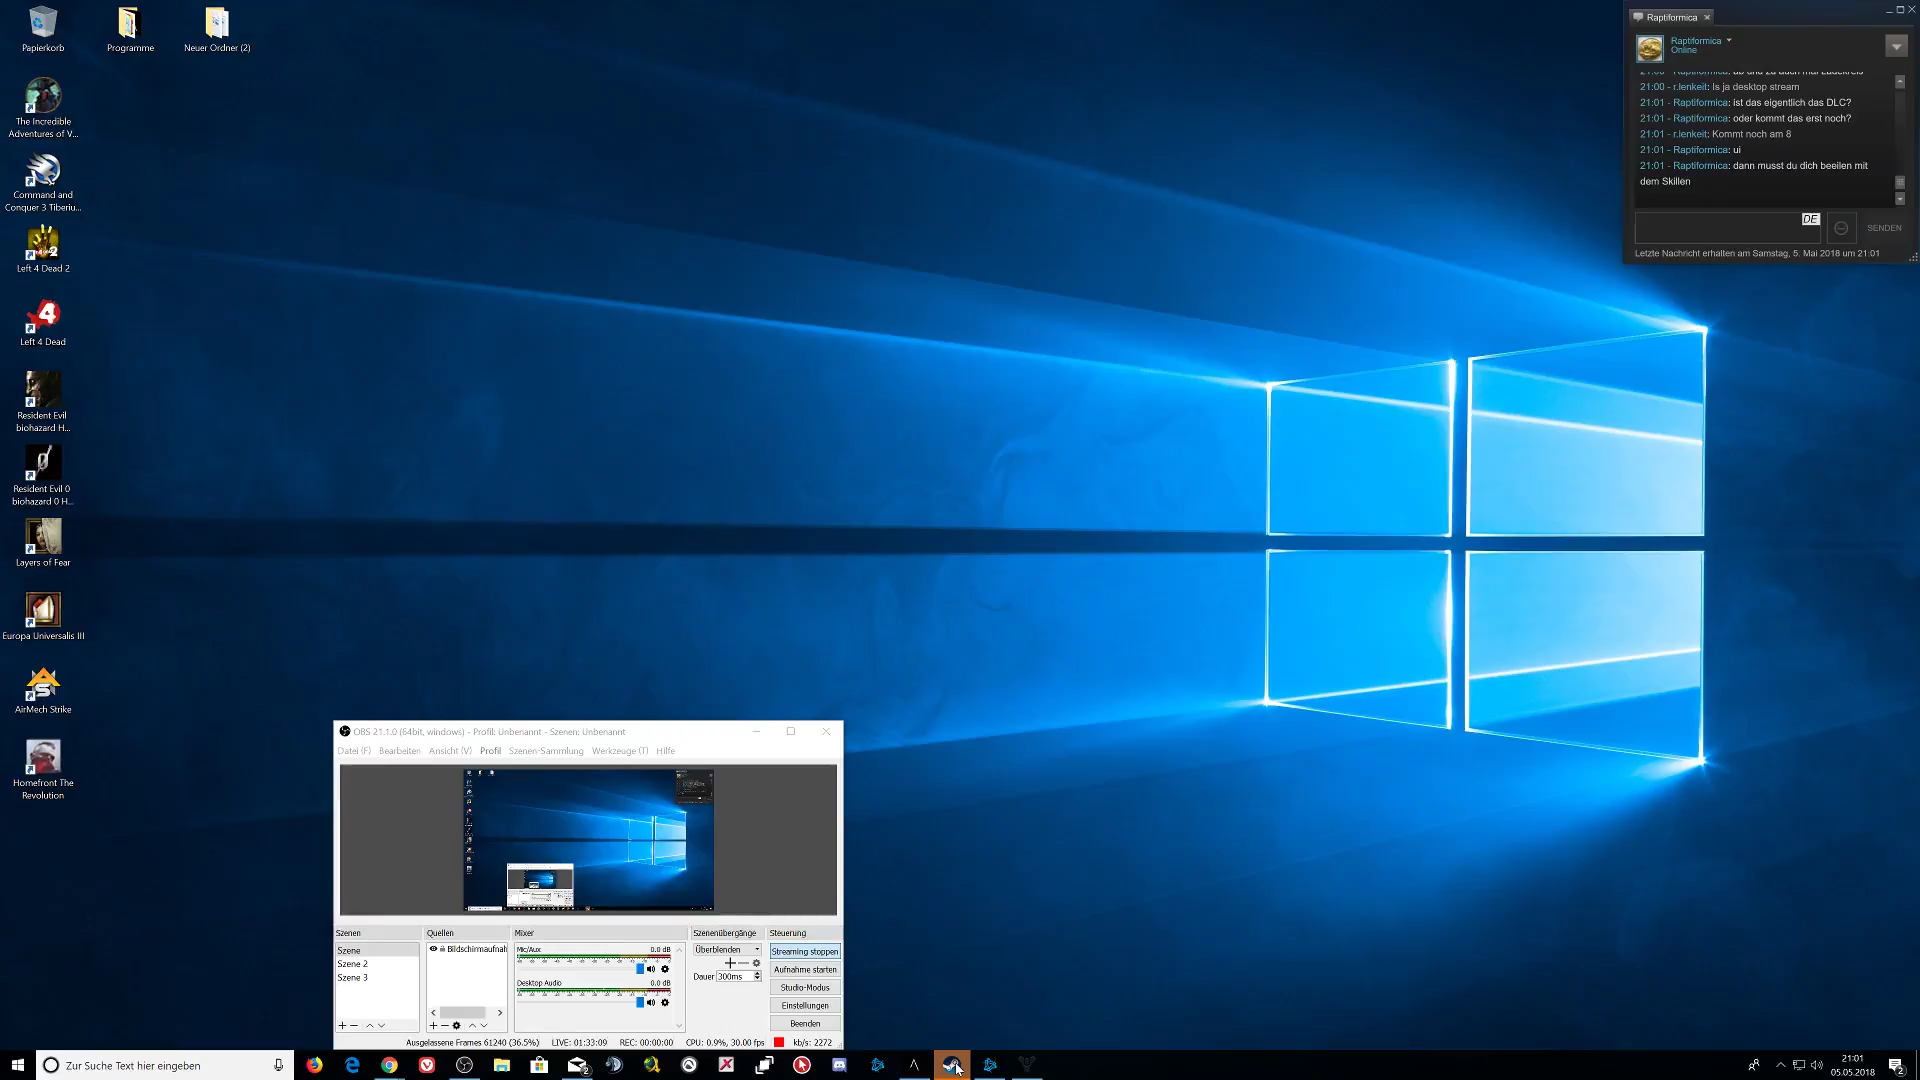 Papierkorb
Programme
Neuer Ordner (2)
The Incredible
Adventures of V...
Command and
Conquer 3 Tiberiu...
Left 4 Dead 2
Left 4 Dead
Resident Evil
biohazard H...
Resident Evil 0
biohazard 0 H...
Layers of Fear
Europa Universalis III
AirMech Strike
Homefront The
Revolution
Raptiformica
Raptiformica
Online
21:00 - r.lenkeit: Is ja desktop stream
21:01 - Raptiformica: ist das eigentlich das DLC?
21:01 - Raptiformica: oder kommt das erst noch?
21:01 - r.lenkeit: Kommt noch am 8
21:01 - Raptiformica: ui
21:01 - Raptiformica: dann musst du dich beeilen mit
dem Skillen
DE
SENDEN
Letzte Nachricht erhalten am Samstag, 5. Mai 2018 um 21:01
OBS 21.1.0 (64bit, windows) - Profil: Unbenannt - Szenen: Unbenannt
Datei (F) Bearbeiten Ansicht (V) Profil Szenen-Sammlung Werkzeuge (T) Hilfe
Szenen
Szene
Szene 2
Szene 3
Quellen
Bildschirmaufnah
Mixer
Mic/Aux 0.0 dB
Desktop Audio 0.0 dB
Szenenübergänge
Überblenden
Dauer 300ms
Steuerung
Streaming stoppen
Aufnahme starten
Studio-Modus
Einstellungen
Beenden
Ausgelassene Frames 61240 (36.5%) LIVE: 01:33:09 REC: 00:00:00 CPU: 0.9%, 30.00 fps kb/s: 2272
Zur Suche Text hier eingeben
2
21:01
05.05.2018
2